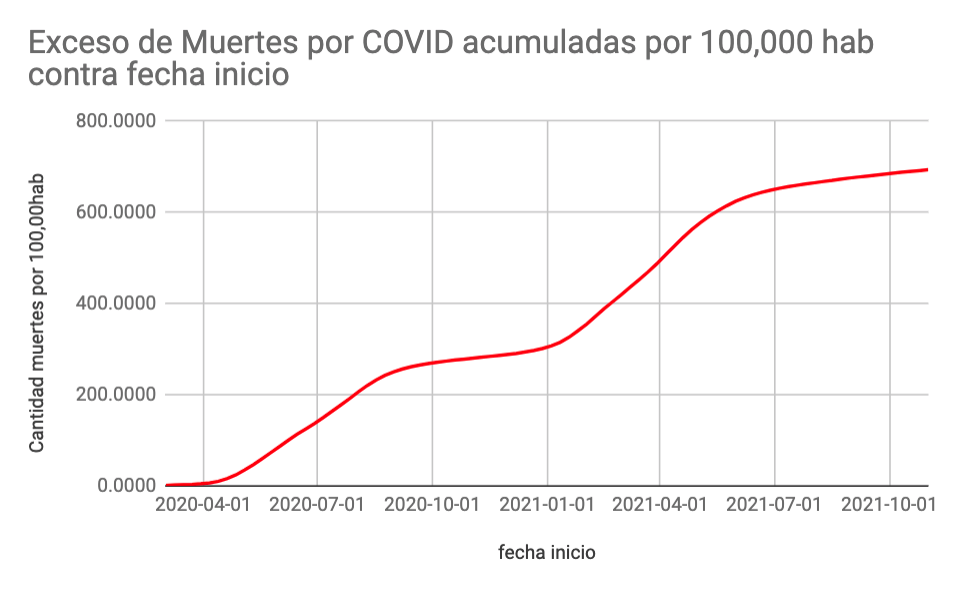 Exceso de Muertes por COVID acumuladas por 100,000 hab
contra fecha inicio
Cantidad muertes por 100,00hab
800.0000
600.0000
400.0000
200.0000
0.0000
2020-04-01 2020-07-01 2020-10-01 2021-01-01 2021-04-01 2021-07-01 2021-10-01
fecha inicio